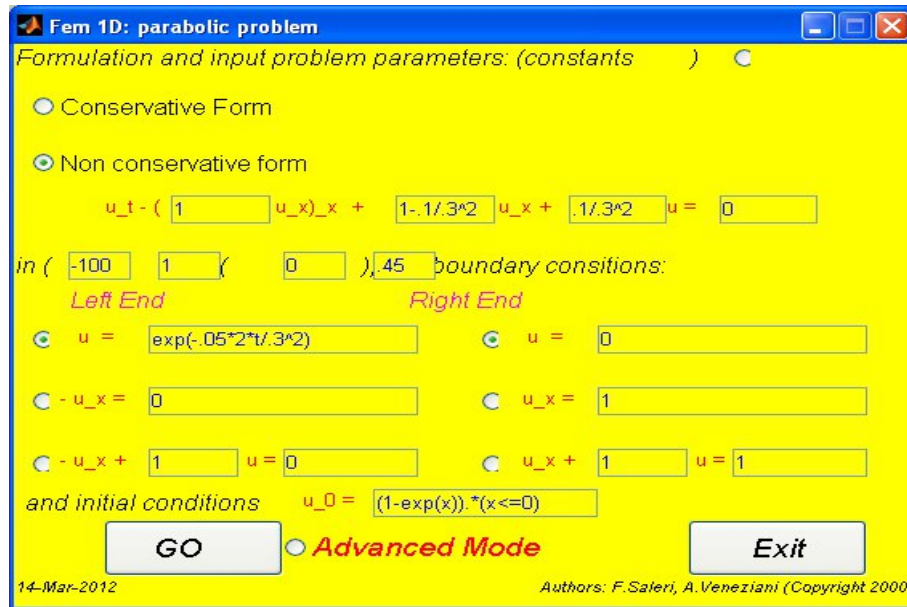 Fem 1D: parabolic problem
Formulation and input problem parameters: (constants )
Conservative Form
Non conservative form
u_t - ( 1 u_x)_x + 1-.1/.3^2 u_x + .1/.3^2 u = 0
in ( -100 1 ( 0 ), .45 boundary consitions:
Left End Right End
u = exp(-.05*2*t/.3^2) u = 0
- u_x = 0 u_x = 1
- u_x + 1 u = 0 u_x + 1 u = 1
and initial conditions u_0 = (1-exp(x)).*(x<=0)
GO Advanced Mode Exit
14-Mar-2012 Authors: F.Saleri, A.Veneziani (Copyright 2000